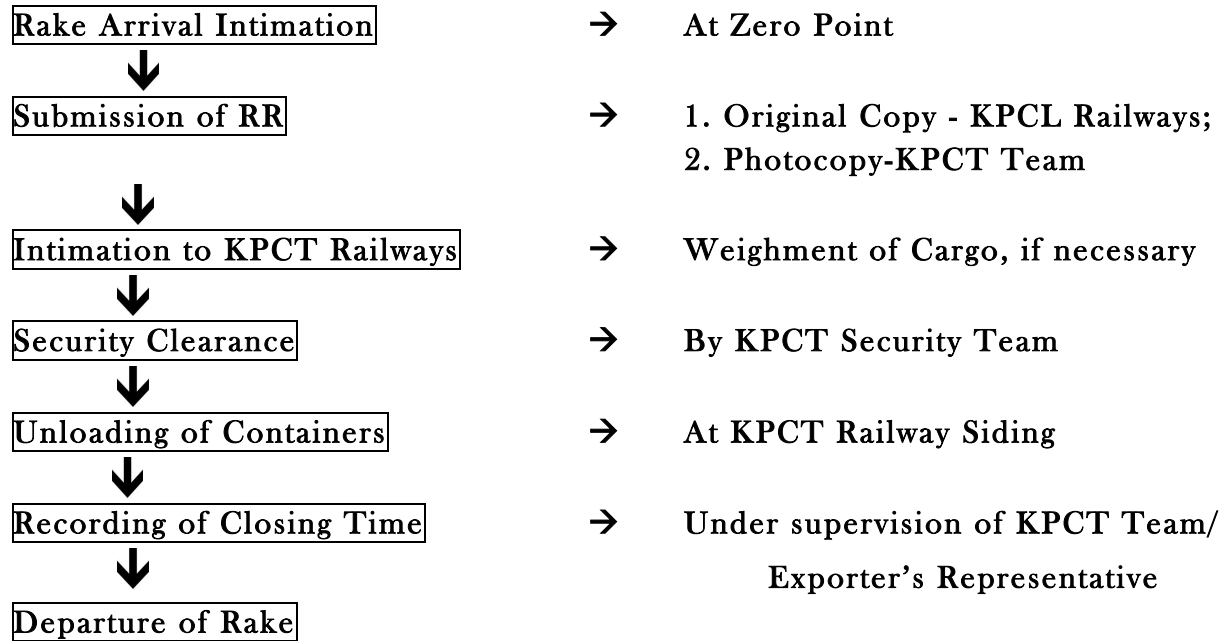 Rake Arrival Intimation → At Zero Point
Submission of RR → 1. Original Copy - KPCL Railways;
2. Photocopy-KPCT Team
Intimation to KPCT Railways → Weighment of Cargo, if necessary
Security Clearance → By KPCT Security Team
Unloading of Containers → At KPCT Railway Siding
Recording of Closing Time → Under supervision of KPCT Team/
Exporter’s Representative
Departure of Rake